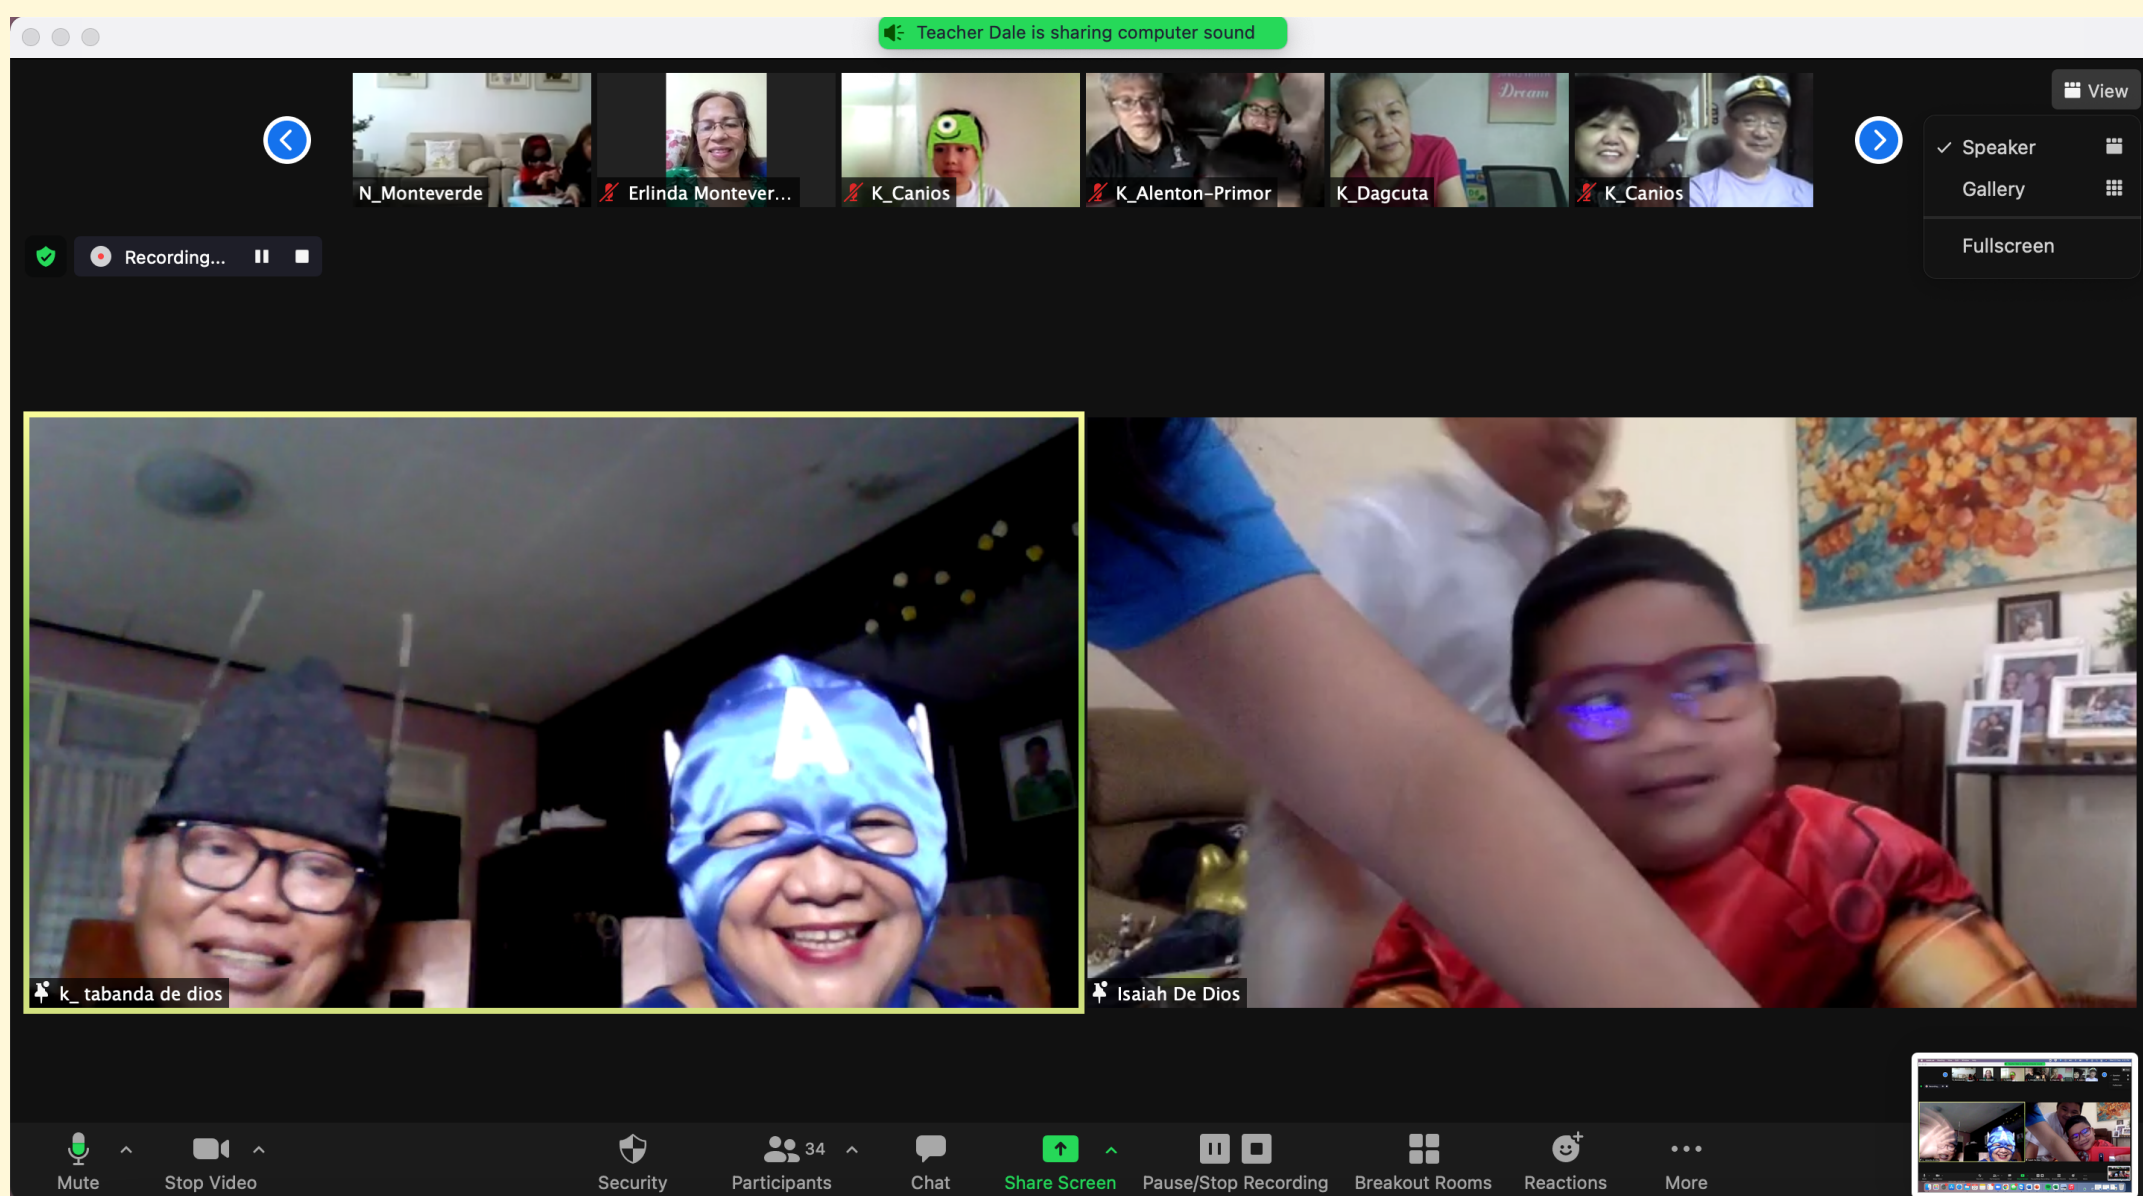 Teacher Dale is sharing computer sound
View
Speaker
Gallery
Fullscreen
Dream
N_Monteverde
Erlinda Montever...
K_Canios
K_Alenton-Primor
K_Dagcuta
K_Canios
Recording...
A
k_ tabanda de dios
Isaiah De Dios
34
Mute
Stop Video
Security
Participants
Chat
Share Screen
Pause/Stop Recording
Breakout Rooms
Reactions
More